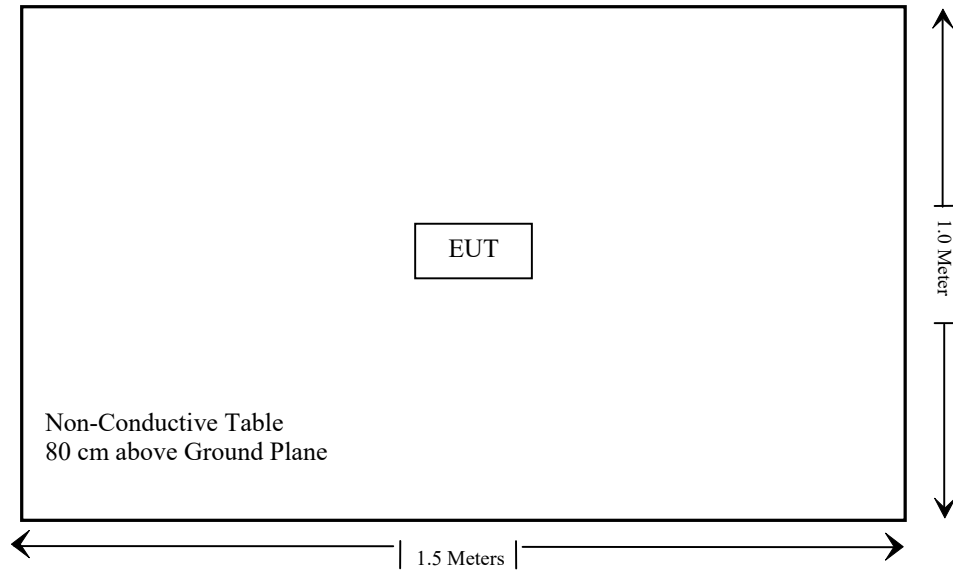 EUT
1.0 Meter
Non-Conductive Table
80 cm above Ground Plane
1.5 Meters